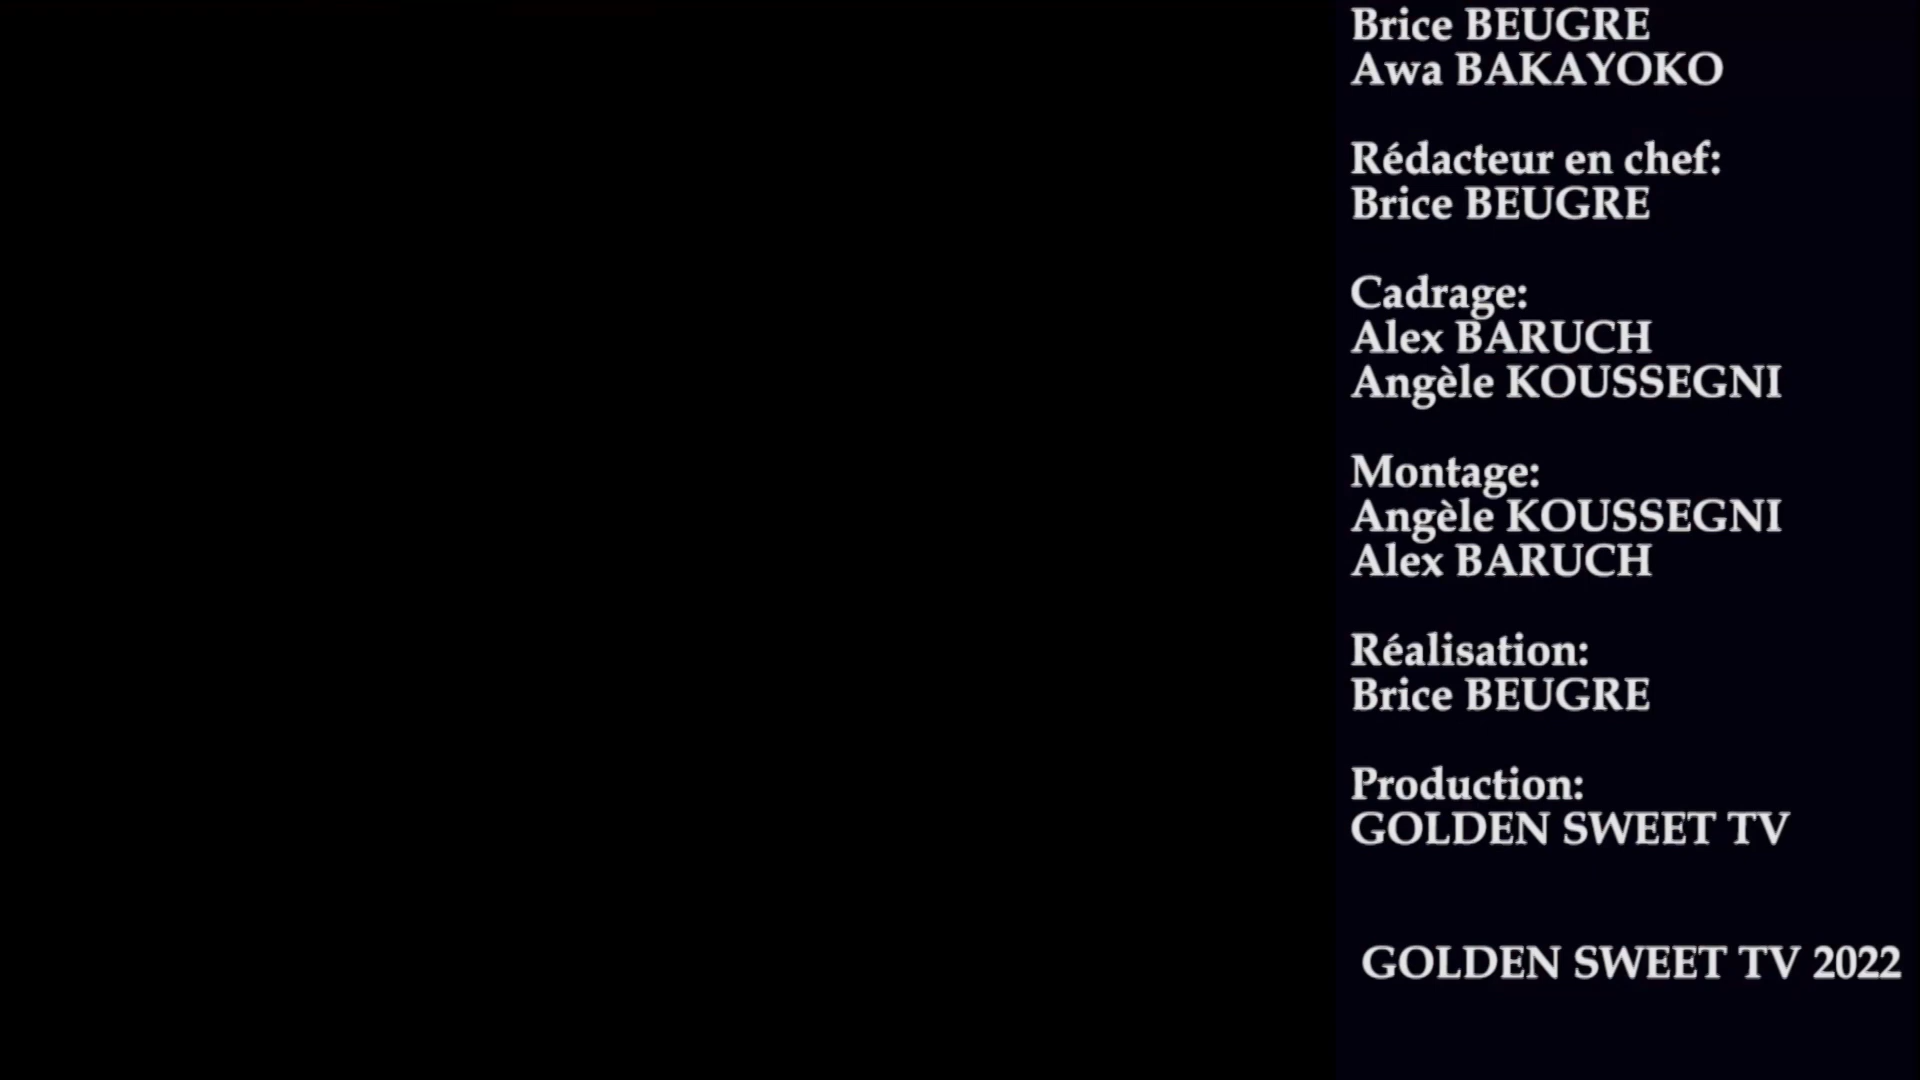 Brice BEUGRE
Awa BAKAYOKO
Rédacteur en chef:
Brice BEUGRE
Cadrage:
Alex BARUCH
Angèle KOUSSEGNI
Montage:
Angèle KOUSSEGNI
Alex BARUCH
Réalisation:
Brice BEUGRE
Production:
GOLDEN SWEET TV
GOLDEN SWEET TV 2022